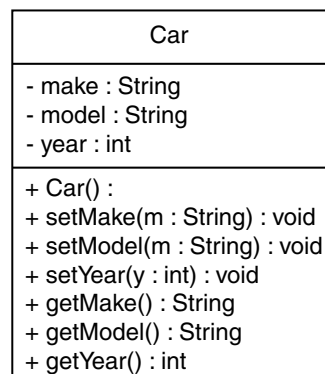 Car
- make : String
- model : String
- year : int
+ Car() :
+ setMake(m : String) : void
+ setModel(m : String) : void
+ setYear(y : int) : void
+ getMake() : String
+ getModel() : String
+ getYear() : int